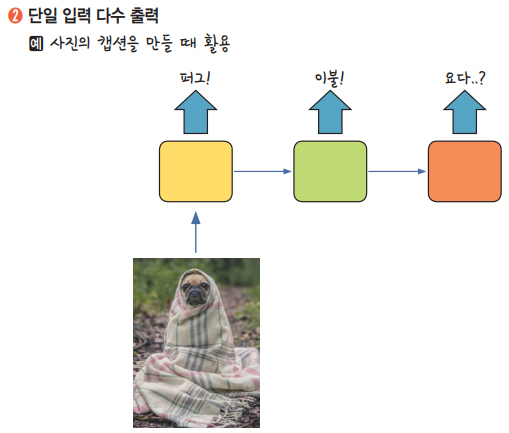 ❷ 단일 입력 다수 출력
예 사진의 캡션을 만들 때 활용
퍼그!
이불!
요다..?